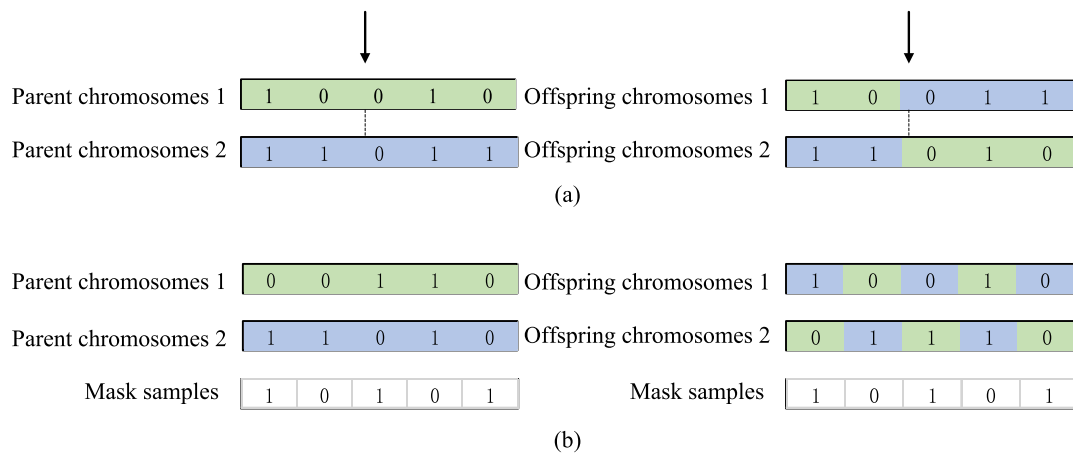 Parent chromosomes 1 1 0 0 1 0 Offspring chromosomes 1 1 0 0 1 1
Parent chromosomes 2 1 1 0 1 1 Offspring chromosomes 2 1 1 0 1 0
(a)
Parent chromosomes 1 0 0 1 1 0 Offspring chromosomes 1 1 0 0 1 0
Parent chromosomes 2 1 1 0 1 0 Offspring chromosomes 2 0 1 1 1 0
Mask samples 1 0 1 0 1 Mask samples 1 0 1 0 1
(b)